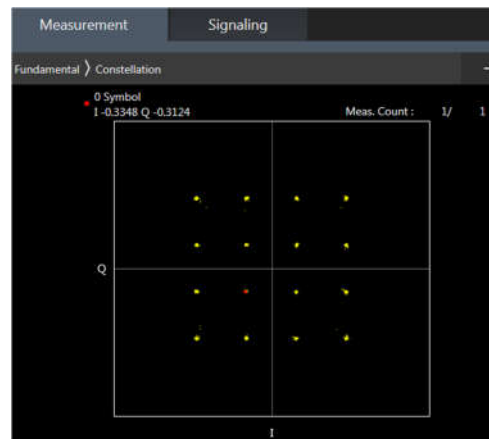 Measurement Signaling
Fundamental ⟩ Constellation
0 Symbol
I -0.3348 Q -0.3124 Meas. Count : 1/ 1
Q
I